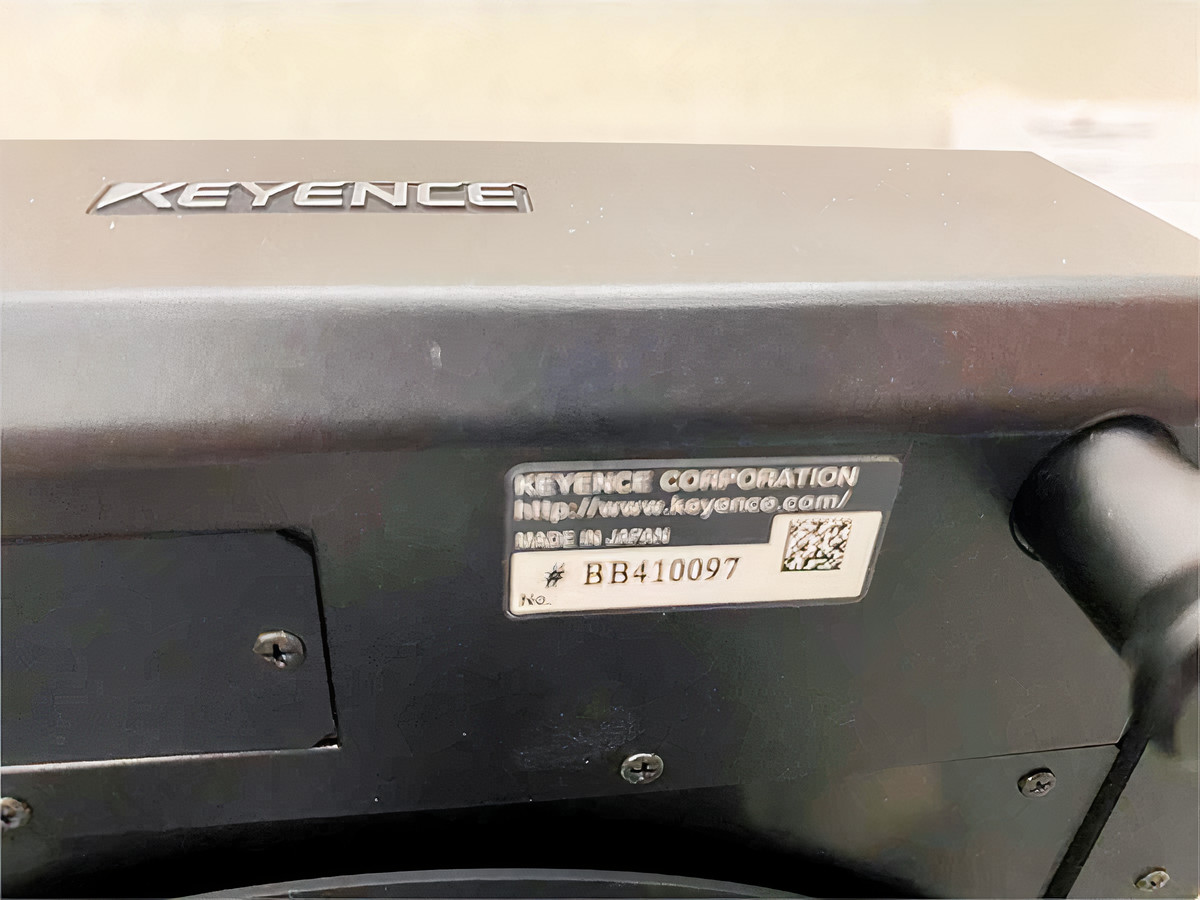 KEYENCE
KEYENCE CORPORATION
http://www.keyence.com/
MADE IN JAPAN
* BB410097
No.